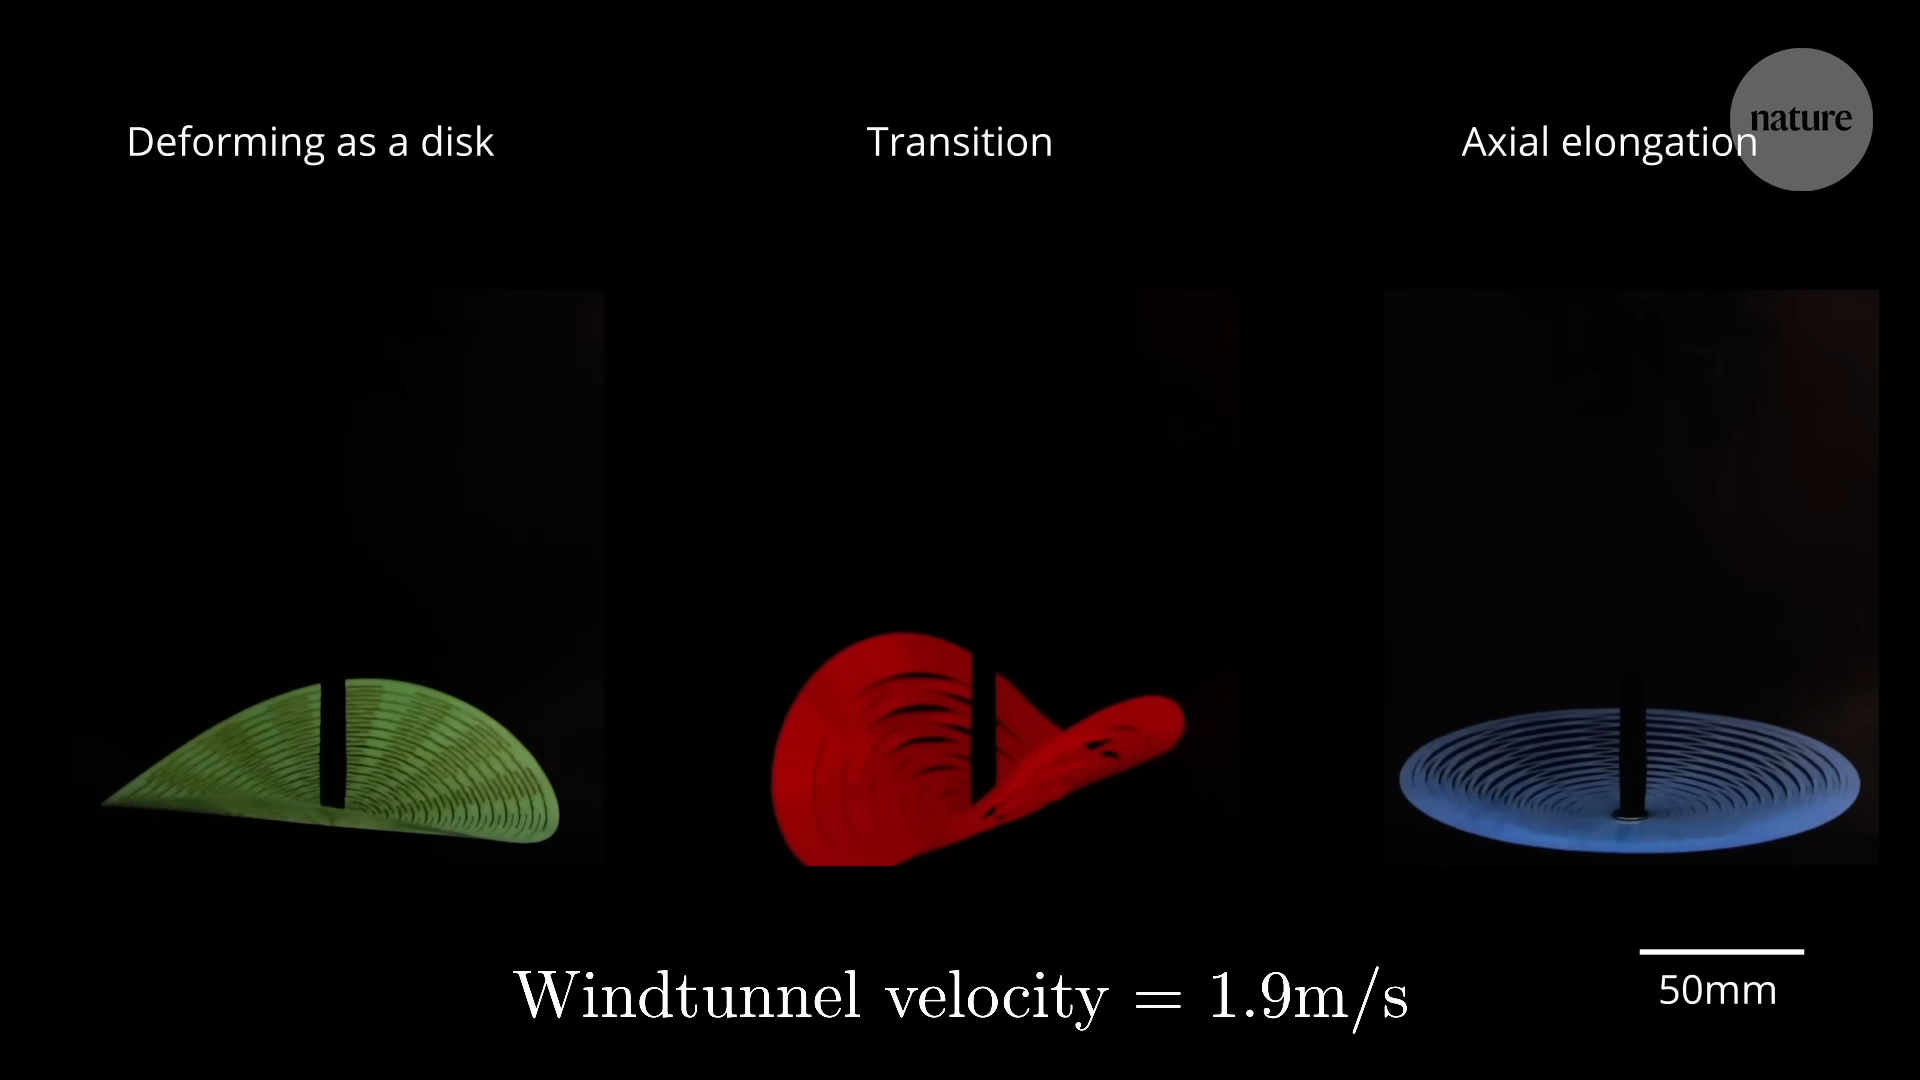 Deforming as a disk
Transition
Axial elongation
nature
Windtunnel velocity = 1.9m/s
50mm